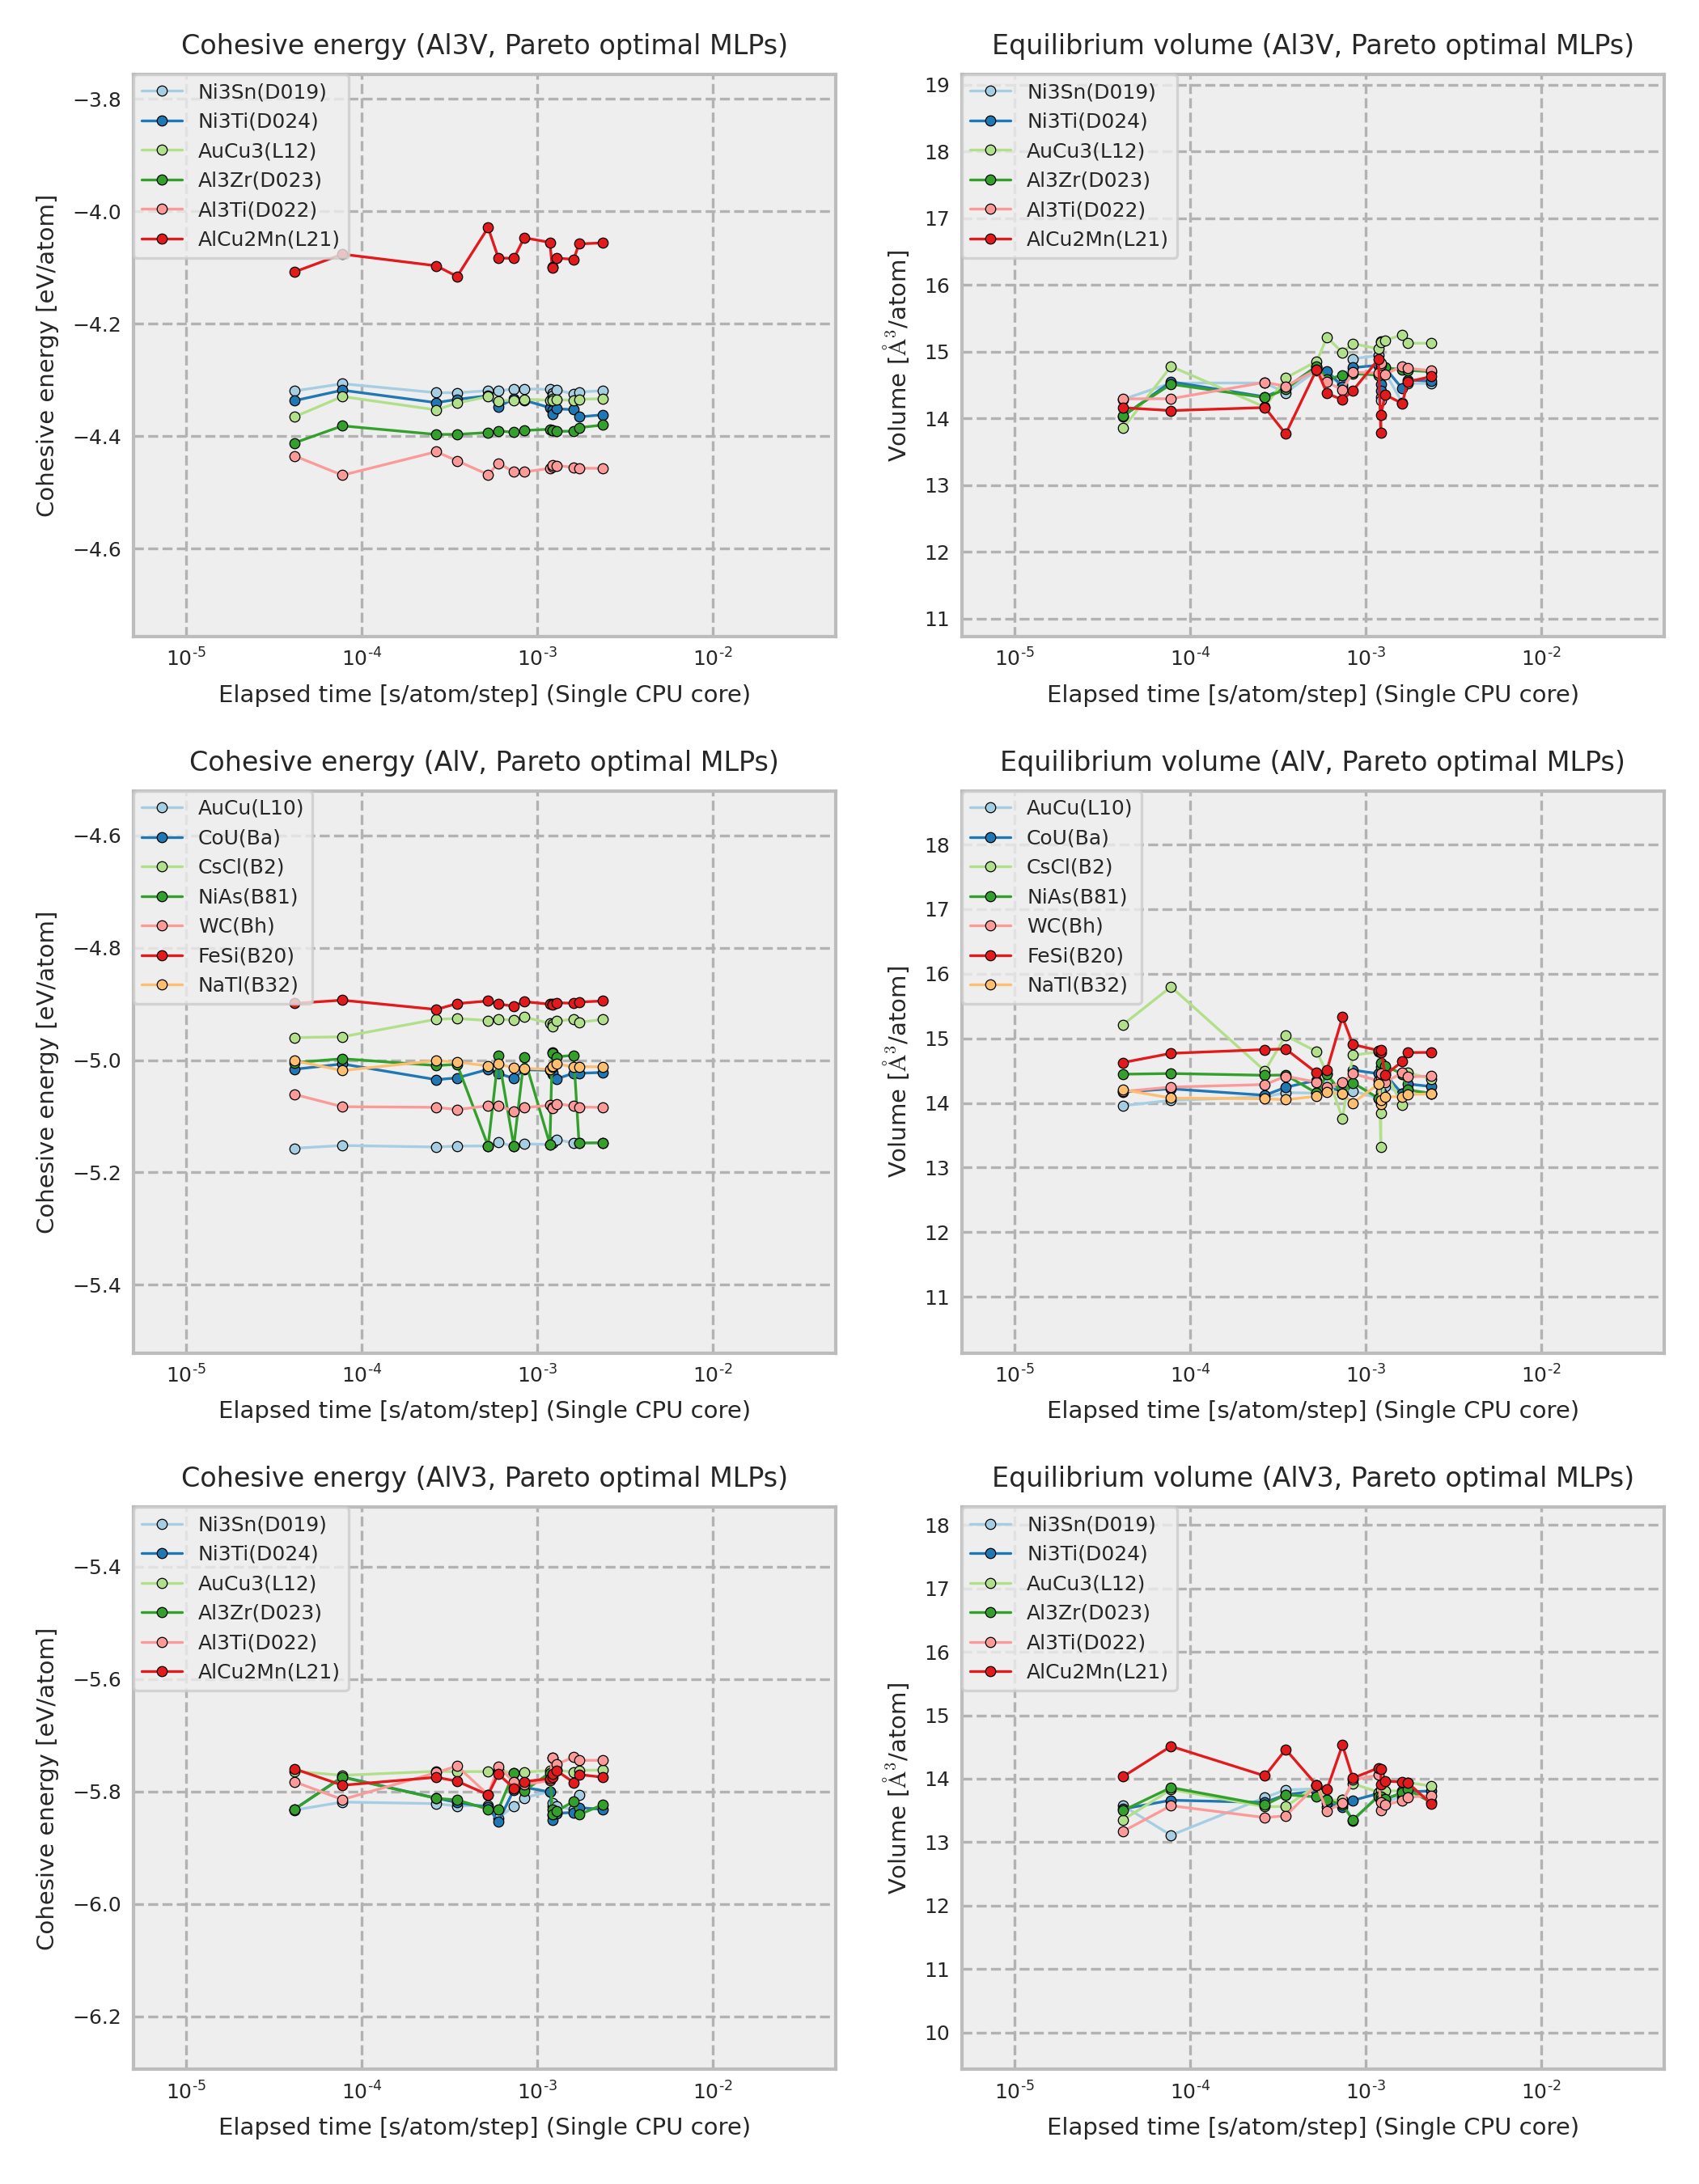 Cohesive energy (Al3V, Pareto optimal MLPs)
Cohesive energy [eV/atom]
−3.8
−4.0
−4.2
−4.4
−4.6
Ni3Sn(D019)
Ni3Ti(D024)
AuCu3(L12)
Al3Zr(D023)
Al3Ti(D022)
AlCu2Mn(L21)
10-5 10-4 10-3 10-2
Elapsed time [s/atom/step] (Single CPU core)
Equilibrium volume (Al3V, Pareto optimal MLPs)
Volume [Å3/atom]
19
18
17
16
15
14
13
12
11
Ni3Sn(D019)
Ni3Ti(D024)
AuCu3(L12)
Al3Zr(D023)
Al3Ti(D022)
AlCu2Mn(L21)
10-5 10-4 10-3 10-2
Elapsed time [s/atom/step] (Single CPU core)
Cohesive energy (AlV, Pareto optimal MLPs)
Cohesive energy [eV/atom]
−4.6
−4.8
−5.0
−5.2
−5.4
AuCu(L10)
CoU(Ba)
CsCl(B2)
NiAs(B81)
WC(Bh)
FeSi(B20)
NaTl(B32)
10-5 10-4 10-3 10-2
Elapsed time [s/atom/step] (Single CPU core)
Equilibrium volume (AlV, Pareto optimal MLPs)
Volume [Å3/atom]
18
17
16
15
14
13
12
11
AuCu(L10)
CoU(Ba)
CsCl(B2)
NiAs(B81)
WC(Bh)
FeSi(B20)
NaTl(B32)
10-5 10-4 10-3 10-2
Elapsed time [s/atom/step] (Single CPU core)
Cohesive energy (AlV3, Pareto optimal MLPs)
Cohesive energy [eV/atom]
−5.4
−5.6
−5.8
−6.0
−6.2
Ni3Sn(D019)
Ni3Ti(D024)
AuCu3(L12)
Al3Zr(D023)
Al3Ti(D022)
AlCu2Mn(L21)
10-5 10-4 10-3 10-2
Elapsed time [s/atom/step] (Single CPU core)
Equilibrium volume (AlV3, Pareto optimal MLPs)
Volume [Å3/atom]
18
17
16
15
14
13
12
11
10
Ni3Sn(D019)
Ni3Ti(D024)
AuCu3(L12)
Al3Zr(D023)
Al3Ti(D022)
AlCu2Mn(L21)
10-5 10-4 10-3 10-2
Elapsed time [s/atom/step] (Single CPU core)